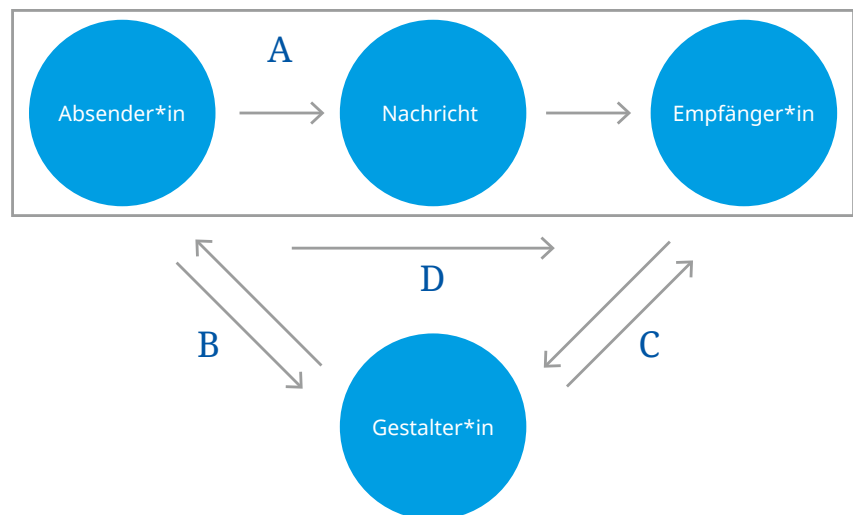 A
Absender*in
Nachricht
Empfänger*in
D
B
C
Gestalter*in